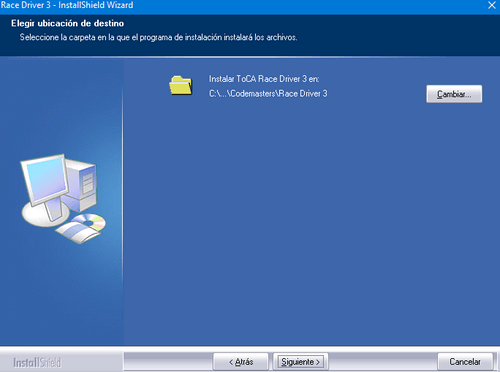 Race Driver 3 - InstallShield Wizard
Elegir ubicación de destino
Seleccione la carpeta en la que el programa de instalación instalará los archivos.
Instalar ToCA Race Driver 3 en:
C:\...\Codemasters\Race Driver 3
Cambiar...
InstallShield
< Atrás
Siguiente >
Cancelar